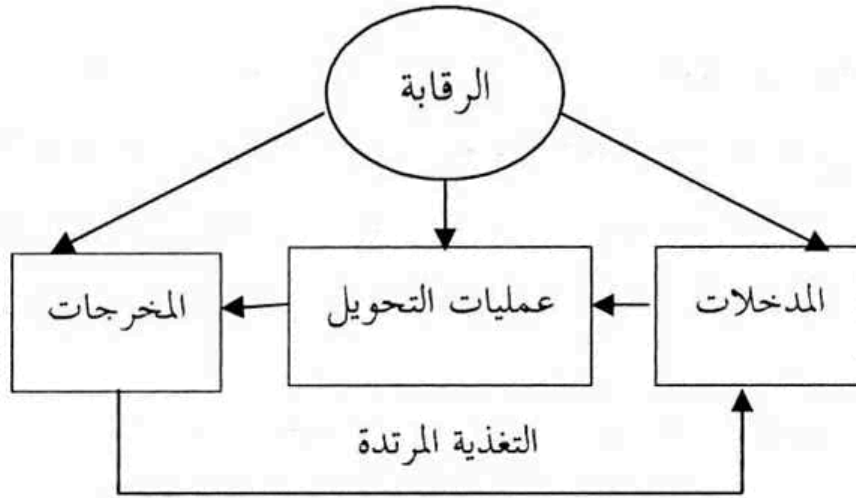 الرقابة
المدخلات
عمليات التحويل
المخرجات
التغذية المرتدة